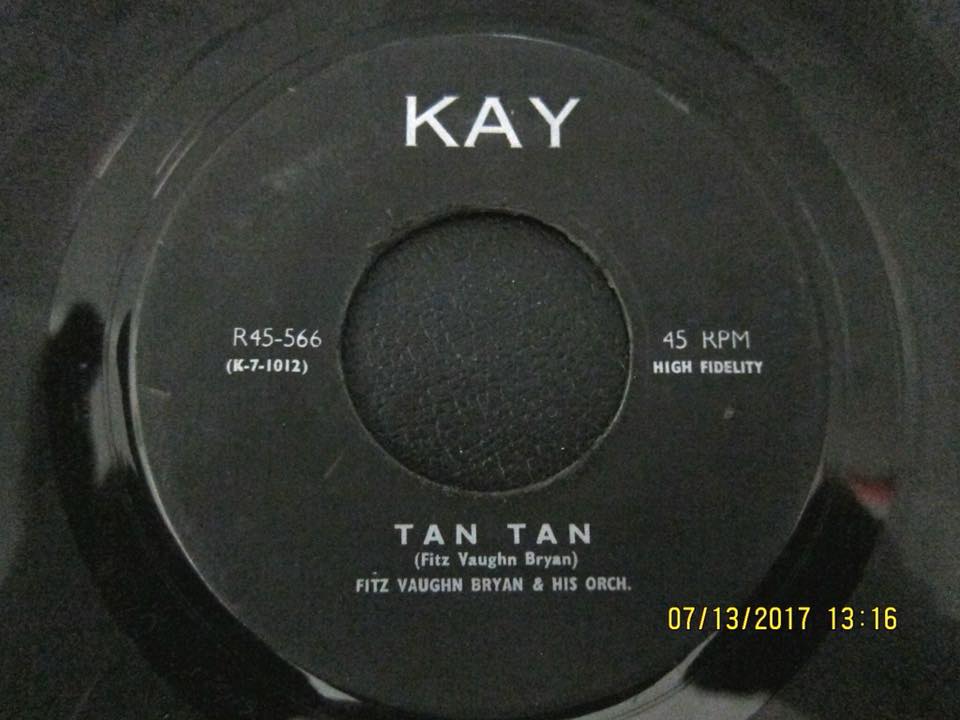 KAY
R45-566
(K-7-1012)
45 RPM
HIGH FIDELITY
TAN TAN
(Fitz Vaughn Bryan)
FITZ VAUGHN BRYAN & HIS ORCH.
07/13/2017 13:16